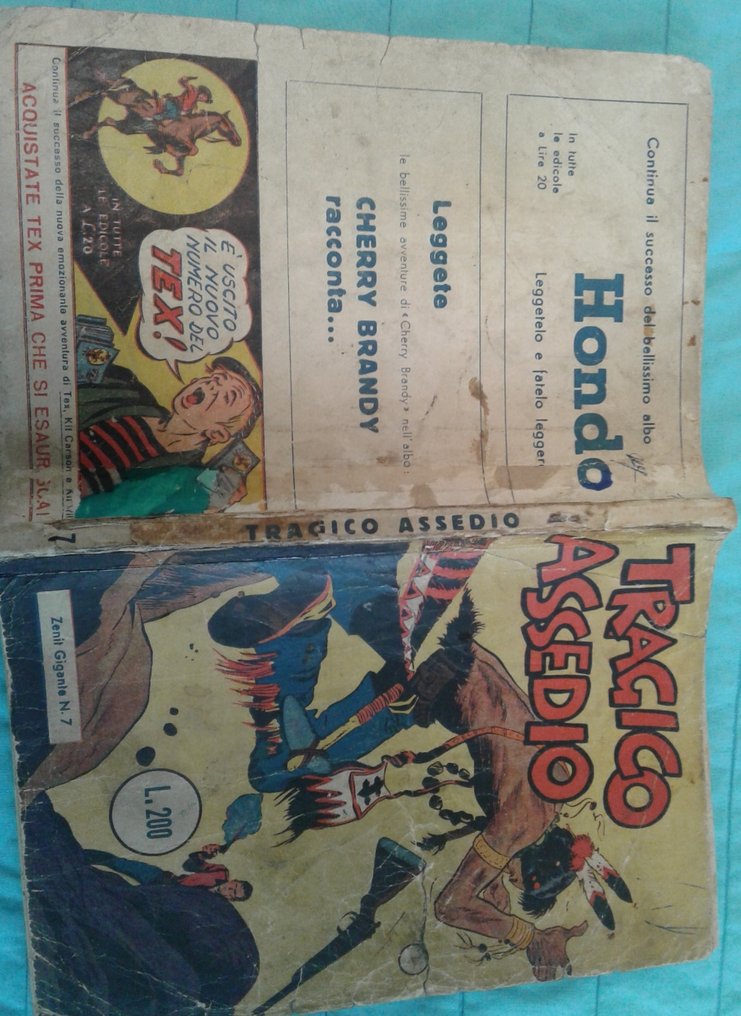 Continua il successo del bellissimo albo
Hondo
In tutte
le edicole
a Lire 20
Leggetelo e fatelo leggere
Leggete
le bellissime avventure di «Cherry Brandy» nell'albo:
CHERRY BRANDY
racconta...
È USCITO
IL NUOVO
NUMERO DEL
TEX!
IN TUTTE
LE EDICOLE
A L.20
Continua il successo della nuova emozionante avventura di Tex, Kit Carson e
ACQUISTATE TEX PRIMA CHE SI ESAUR
TRAGICO ASSEDIO
7
TRAGICO
ASSEDIO
L. 200
Zenit Gigante N. 7